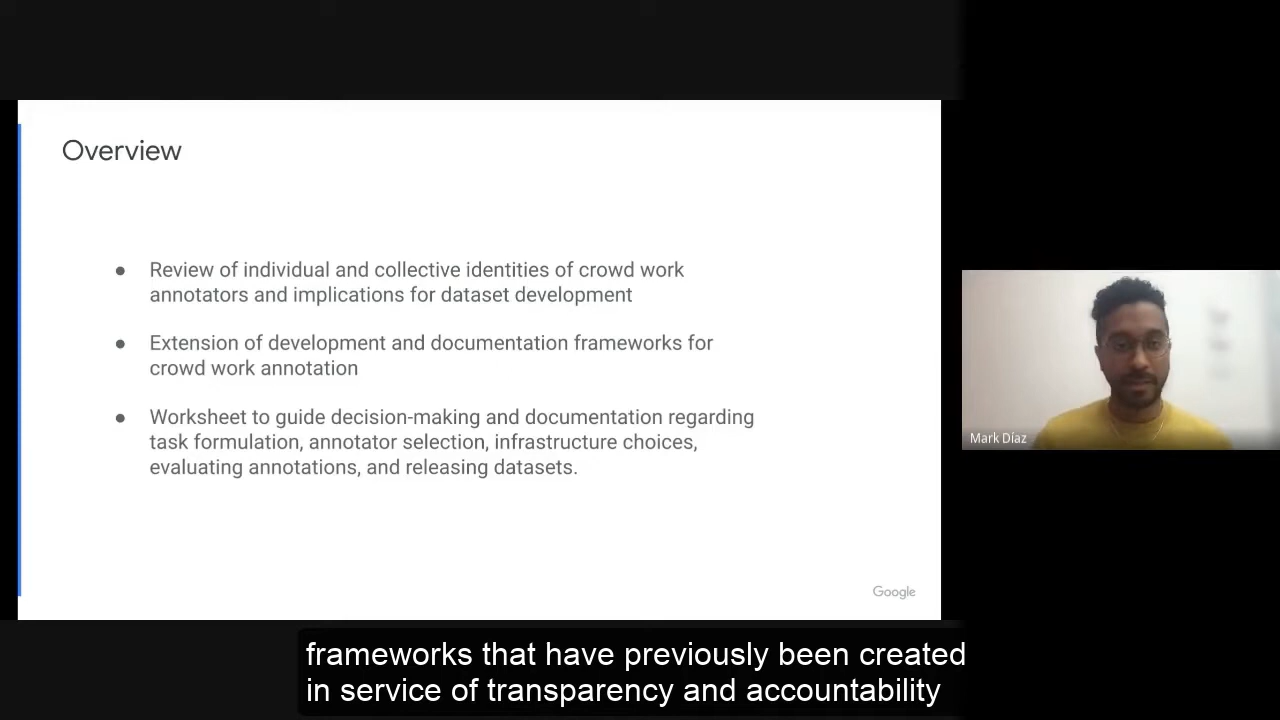 Overview
● Review of individual and collective identities of crowd work
annotators and implications for dataset development
● Extension of development and documentation frameworks for
crowd work annotation
● Worksheet to guide decision-making and documentation regarding
task formulation, annotator selection, infrastructure choices,
evaluating annotations, and releasing datasets.
Google
Mark Díaz
frameworks that have previously been created
in service of transparency and accountability